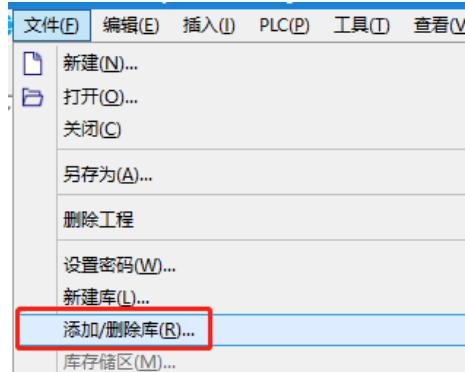 文件(F) 编辑(E) 插入(I) PLC(P) 工具(T) 查看(V
新建(N)...
打开(O)...
关闭(C)
另存为(A)...
删除工程
设置密码(W)...
新建库(L)...
添加/删除库(R)...
库存储区(M)...